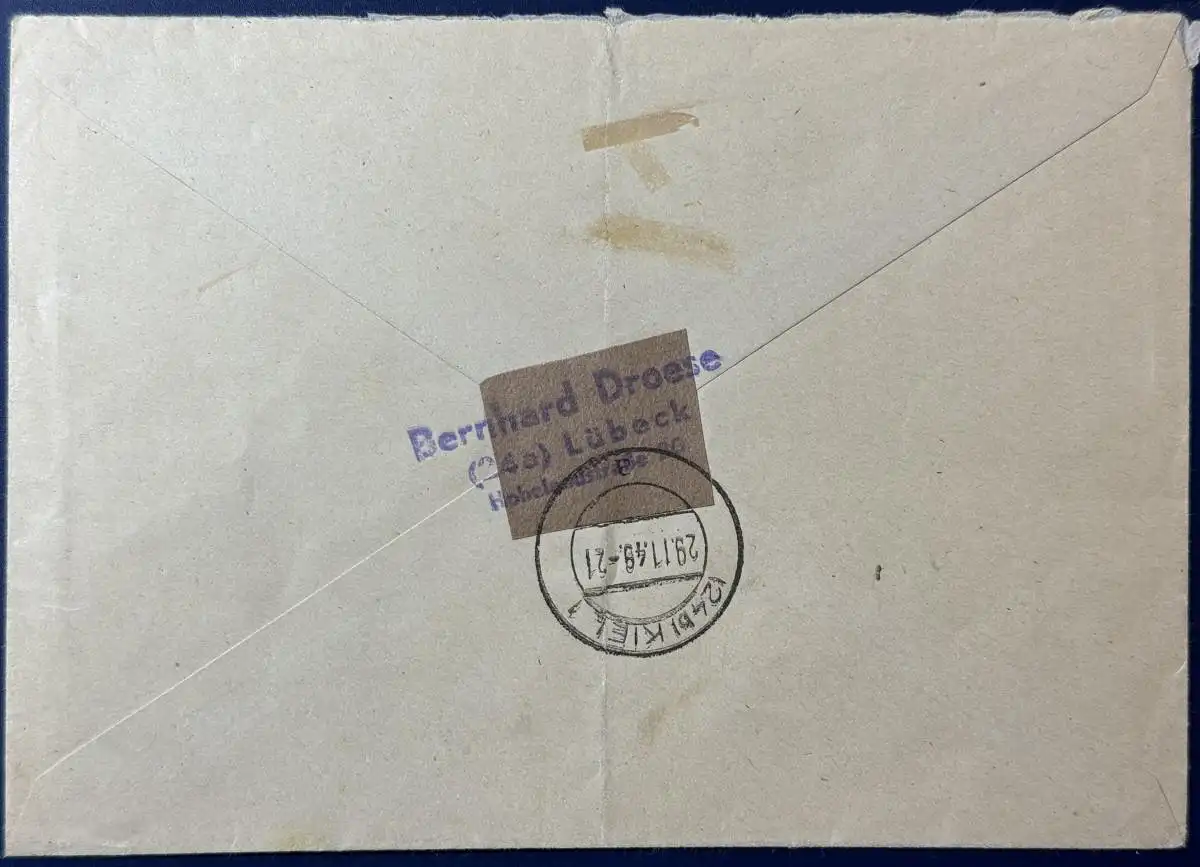 Bernhard Droese
(24a) Lübeck
29.11.48.-21
(24b) KIEL 1